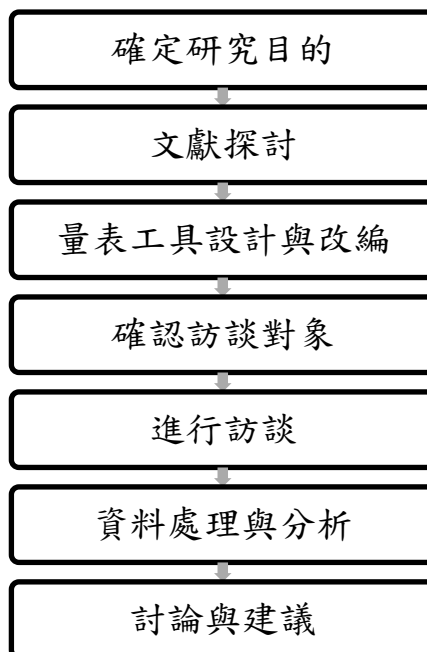 確定研究目的
文獻探討
量表工具設計與改編
確認訪談對象
進行訪談
資料處理與分析
討論與建議